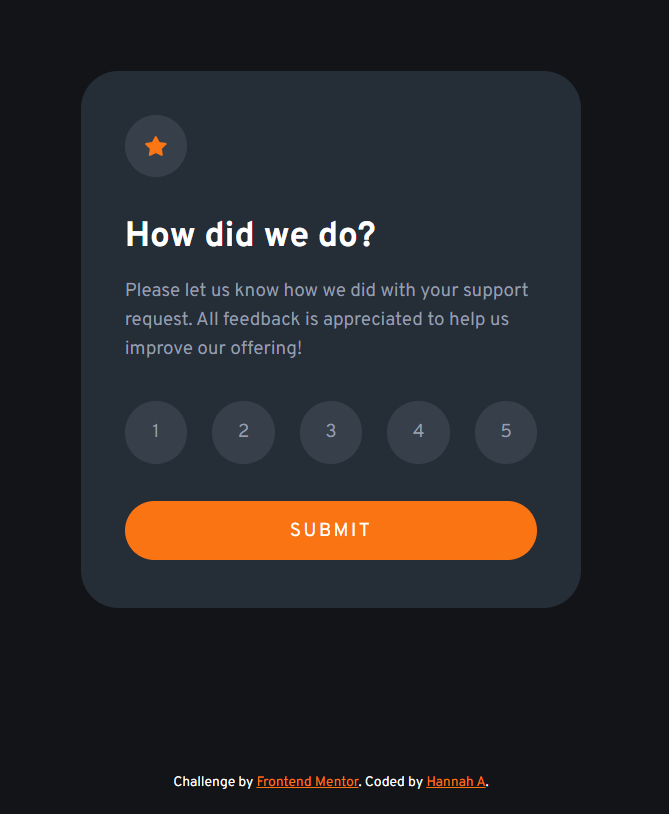 How did we do?
Please let us know how we did with your support
request. All feedback is appreciated to help us
improve our offering!
1 2 3 4 5
SUBMIT
Challenge by Frontend Mentor. Coded by Hannah A.